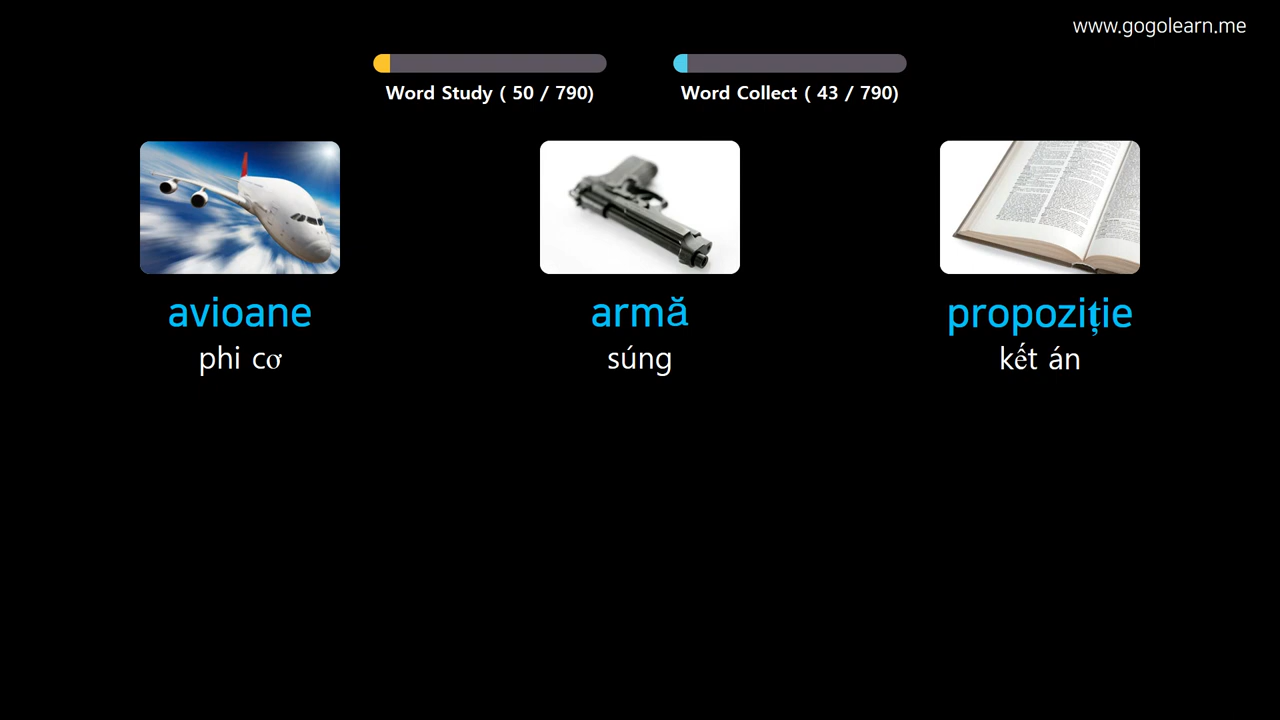 www.gogolearn.me
Word Study ( 50 / 790)
Word Collect ( 43 / 790)
avioane
armă
propoziție
phi cơ
súng
kết án